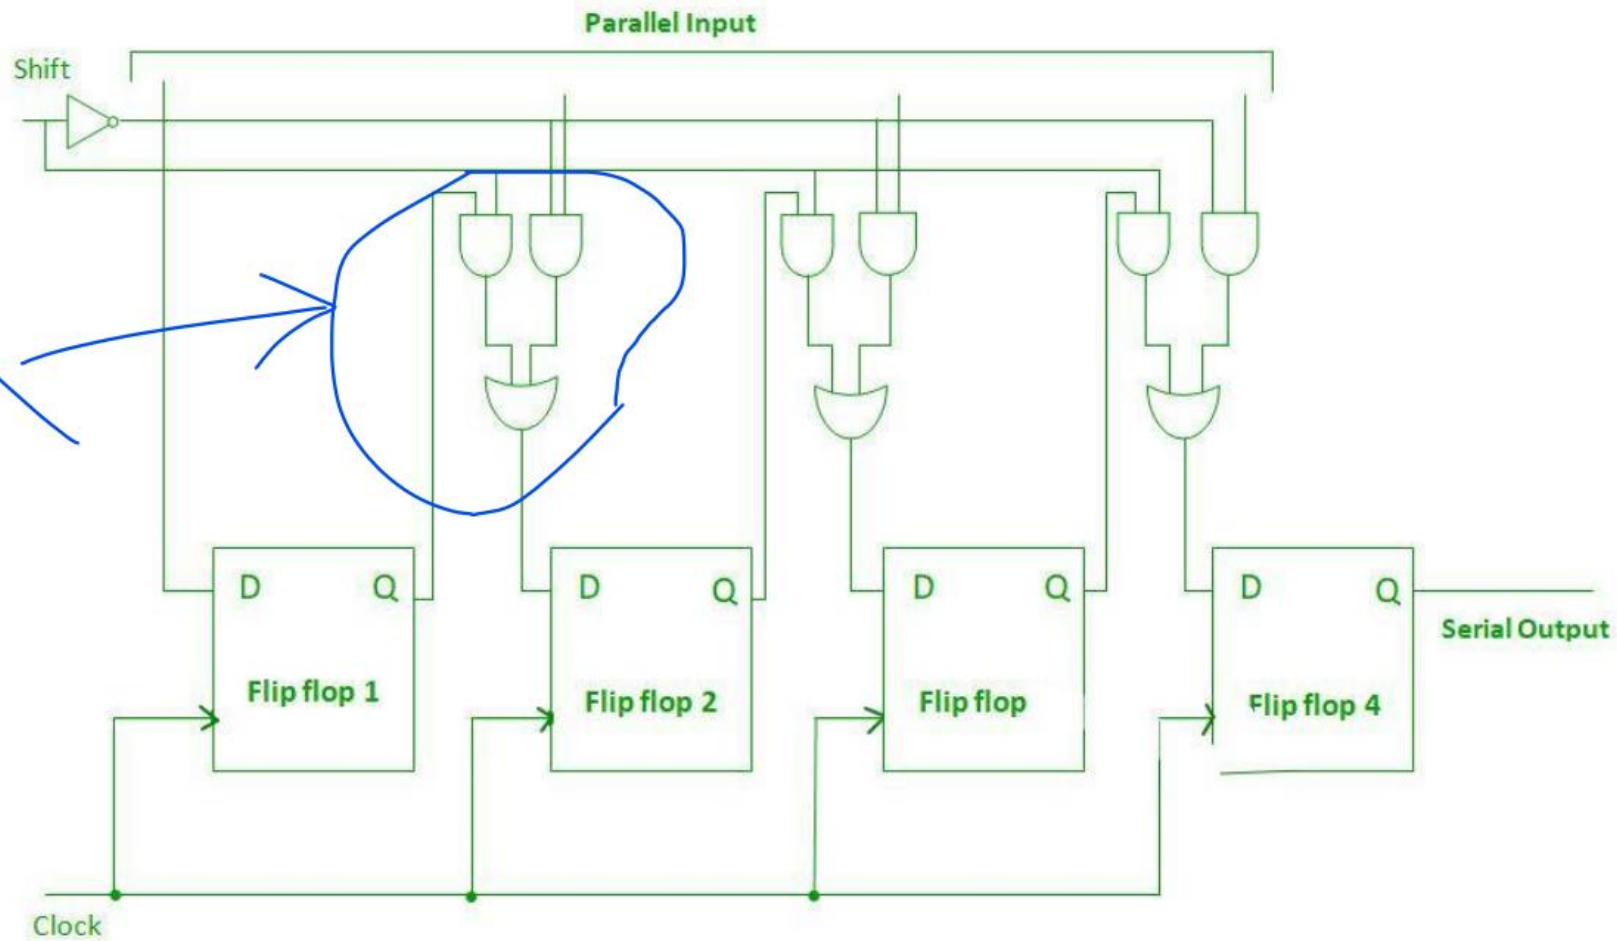 Parallel Input
Shift
D Q
D Q
D Q
D Q
Serial Output
Flip flop 1
Flip flop 2
Flip flop
Flip flop 4
Clock